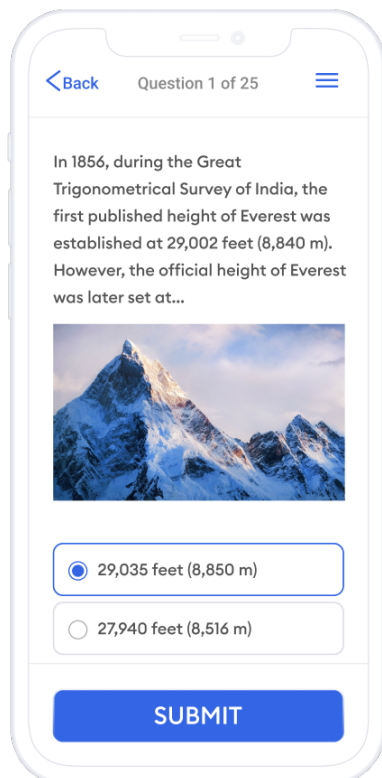 Back
Question 1 of 25
In 1856, during the Great
Trigonometrical Survey of India, the
first published height of Everest was
established at 29,002 feet (8,840 m).
However, the official height of Everest
was later set at...
29,035 feet (8,850 m)
27,940 feet (8,516 m)
SUBMIT